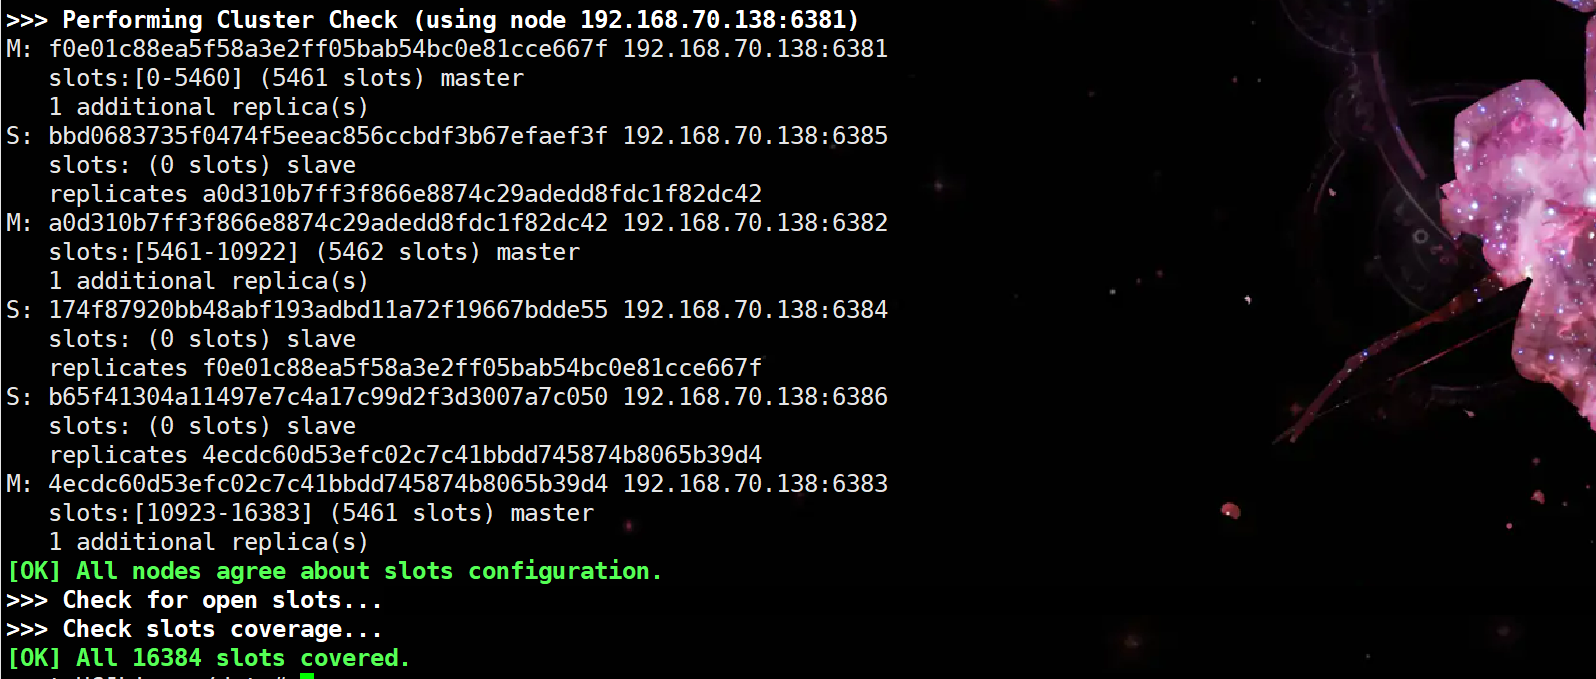 >>> Performing Cluster Check (using node 192.168.70.138:6381)
M: f0e01c88ea5f58a3e2ff05bab54bc0e81cce667f 192.168.70.138:6381
   slots:[0-5460] (5461 slots) master
   1 additional replica(s)
S: bbd0683735f0474f5eeac856ccbdf3b67efaef3f 192.168.70.138:6385
   slots: (0 slots) slave
   replicates a0d310b7ff3f866e8874c29adedd8fdc1f82dc42
M: a0d310b7ff3f866e8874c29adedd8fdc1f82dc42 192.168.70.138:6382
   slots:[5461-10922] (5462 slots) master
   1 additional replica(s)
S: 174f87920bb48abf193adbd11a72f19667bdde55 192.168.70.138:6384
   slots: (0 slots) slave
   replicates f0e01c88ea5f58a3e2ff05bab54bc0e81cce667f
S: b65f41304a11497e7c4a17c99d2f3d3007a7c050 192.168.70.138:6386
   slots: (0 slots) slave
   replicates 4ecdc60d53efc02c7c41bbdd745874b8065b39d4
M: 4ecdc60d53efc02c7c41bbdd745874b8065b39d4 192.168.70.138:6383
   slots:[10923-16383] (5461 slots) master
   1 additional replica(s)
[OK] All nodes agree about slots configuration.
>>> Check for open slots...
>>> Check slots coverage...
[OK] All 16384 slots covered.